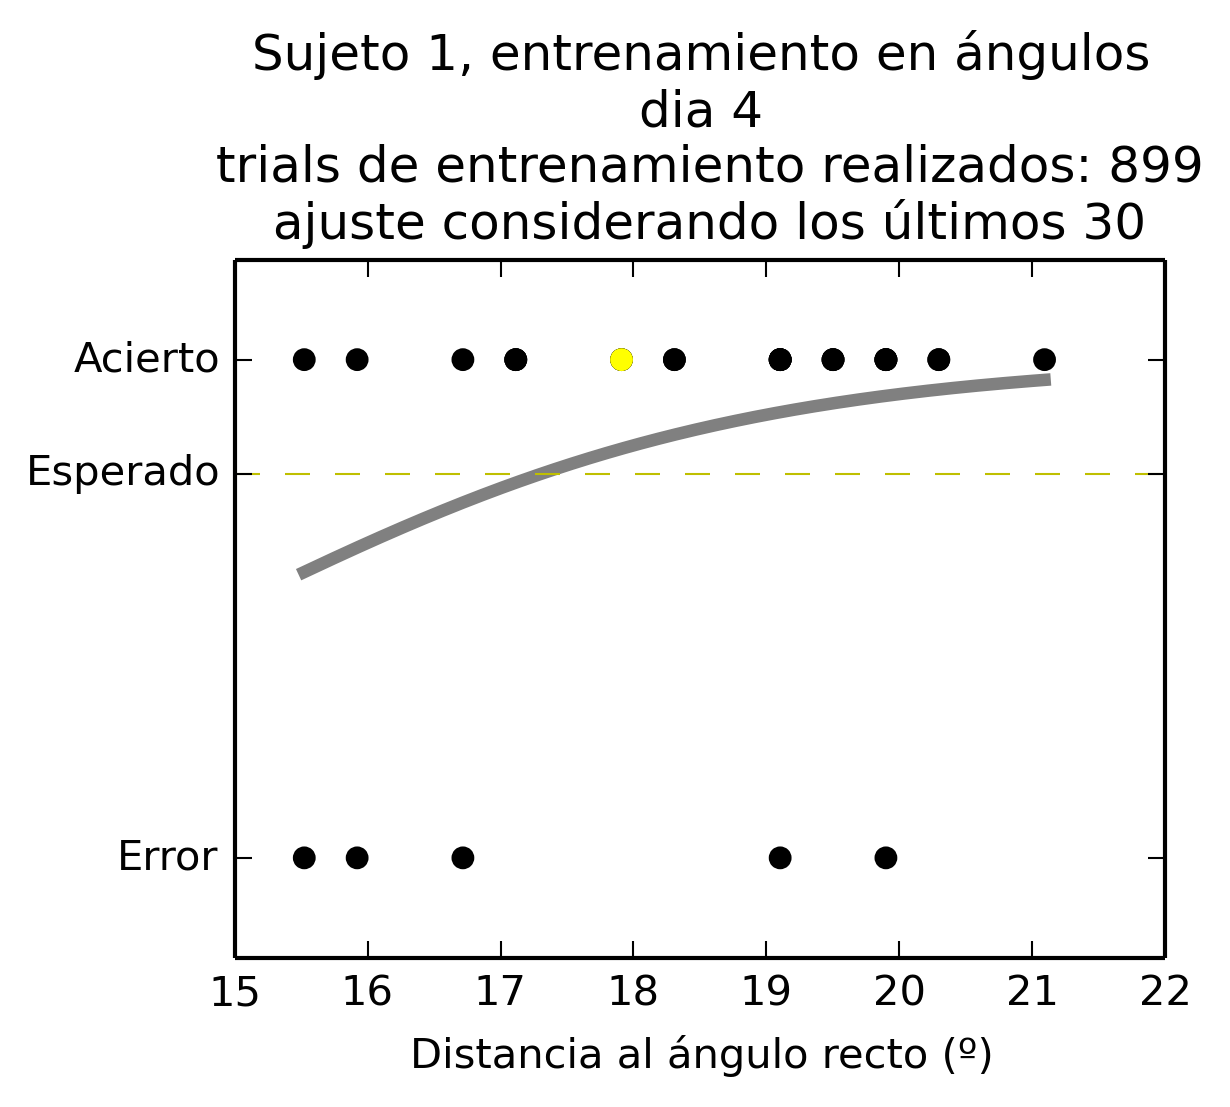 Sujeto 1, entrenamiento en ángulos
dia 4
trials de entrenamiento realizados: 899
ajuste considerando los últimos 30
Acierto
Esperado
Error
15 16 17 18 19 20 21 22
Distancia al ángulo recto (º)